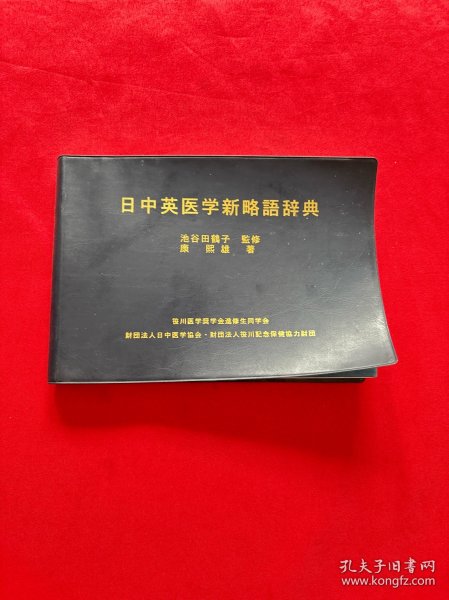 日中英医学新略語辞典
池谷田鶴子 監修
康 熙雄 著
笹川医学奨学金進修生同学会
財団法人日中医学協会・財団法人笹川記念保健協力財団
孔夫子旧书网
www.kongfz.com